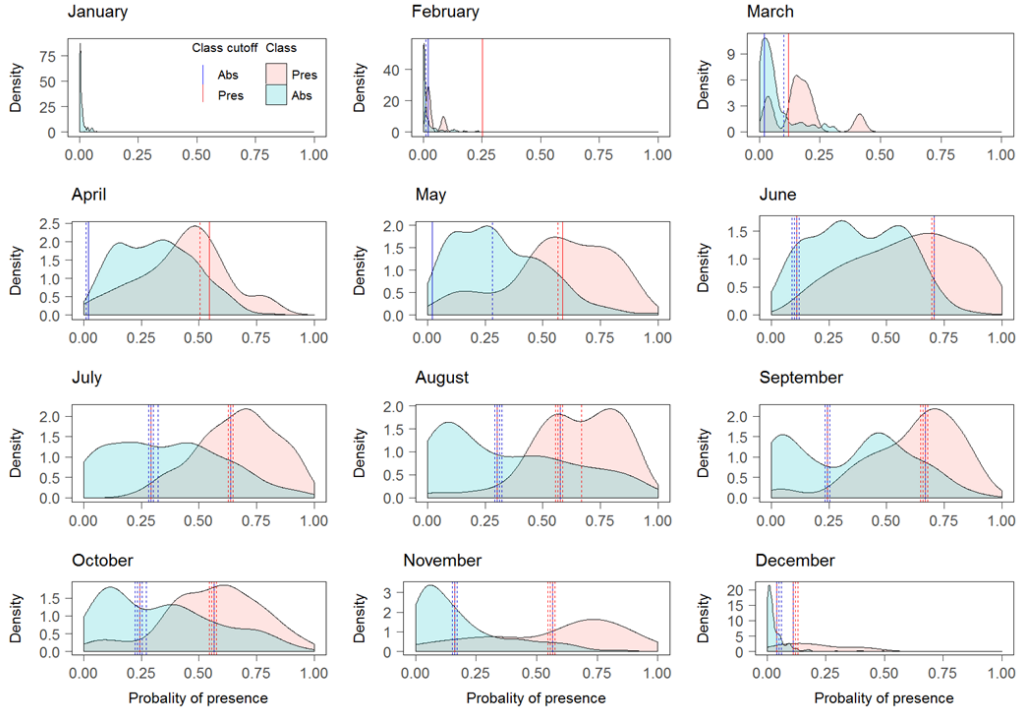 January
February
March
Density
75
50
25
0
Class cutoff
Abs
Pres
Class
Pres
Abs
0.00 0.25 0.50 0.75 1.00
Density
40
20
0
0.00 0.25 0.50 0.75 1.00
Density
9
6
3
0
0.00 0.25 0.50 0.75 1.00
April
May
June
Density
2.5
2.0
1.5
1.0
0.5
0.0
0.00 0.25 0.50 0.75 1.00
Density
2.0
1.5
1.0
0.5
0.0
0.00 0.25 0.50 0.75 1.00
Density
1.5
1.0
0.5
0.0
0.00 0.25 0.50 0.75 1.00
July
August
September
Density
2.0
1.5
1.0
0.5
0.0
0.00 0.25 0.50 0.75 1.00
Density
2.0
1.5
1.0
0.5
0.0
0.00 0.25 0.50 0.75 1.00
Density
2.0
1.5
1.0
0.5
0.0
0.00 0.25 0.50 0.75 1.00
October
November
December
Density
1.5
1.0
0.5
0.0
0.00 0.25 0.50 0.75 1.00
Probality of presence
Density
3
2
1
0
0.00 0.25 0.50 0.75 1.00
Probality of presence
Density
20
15
10
5
0
0.00 0.25 0.50 0.75 1.00
Probality of presence